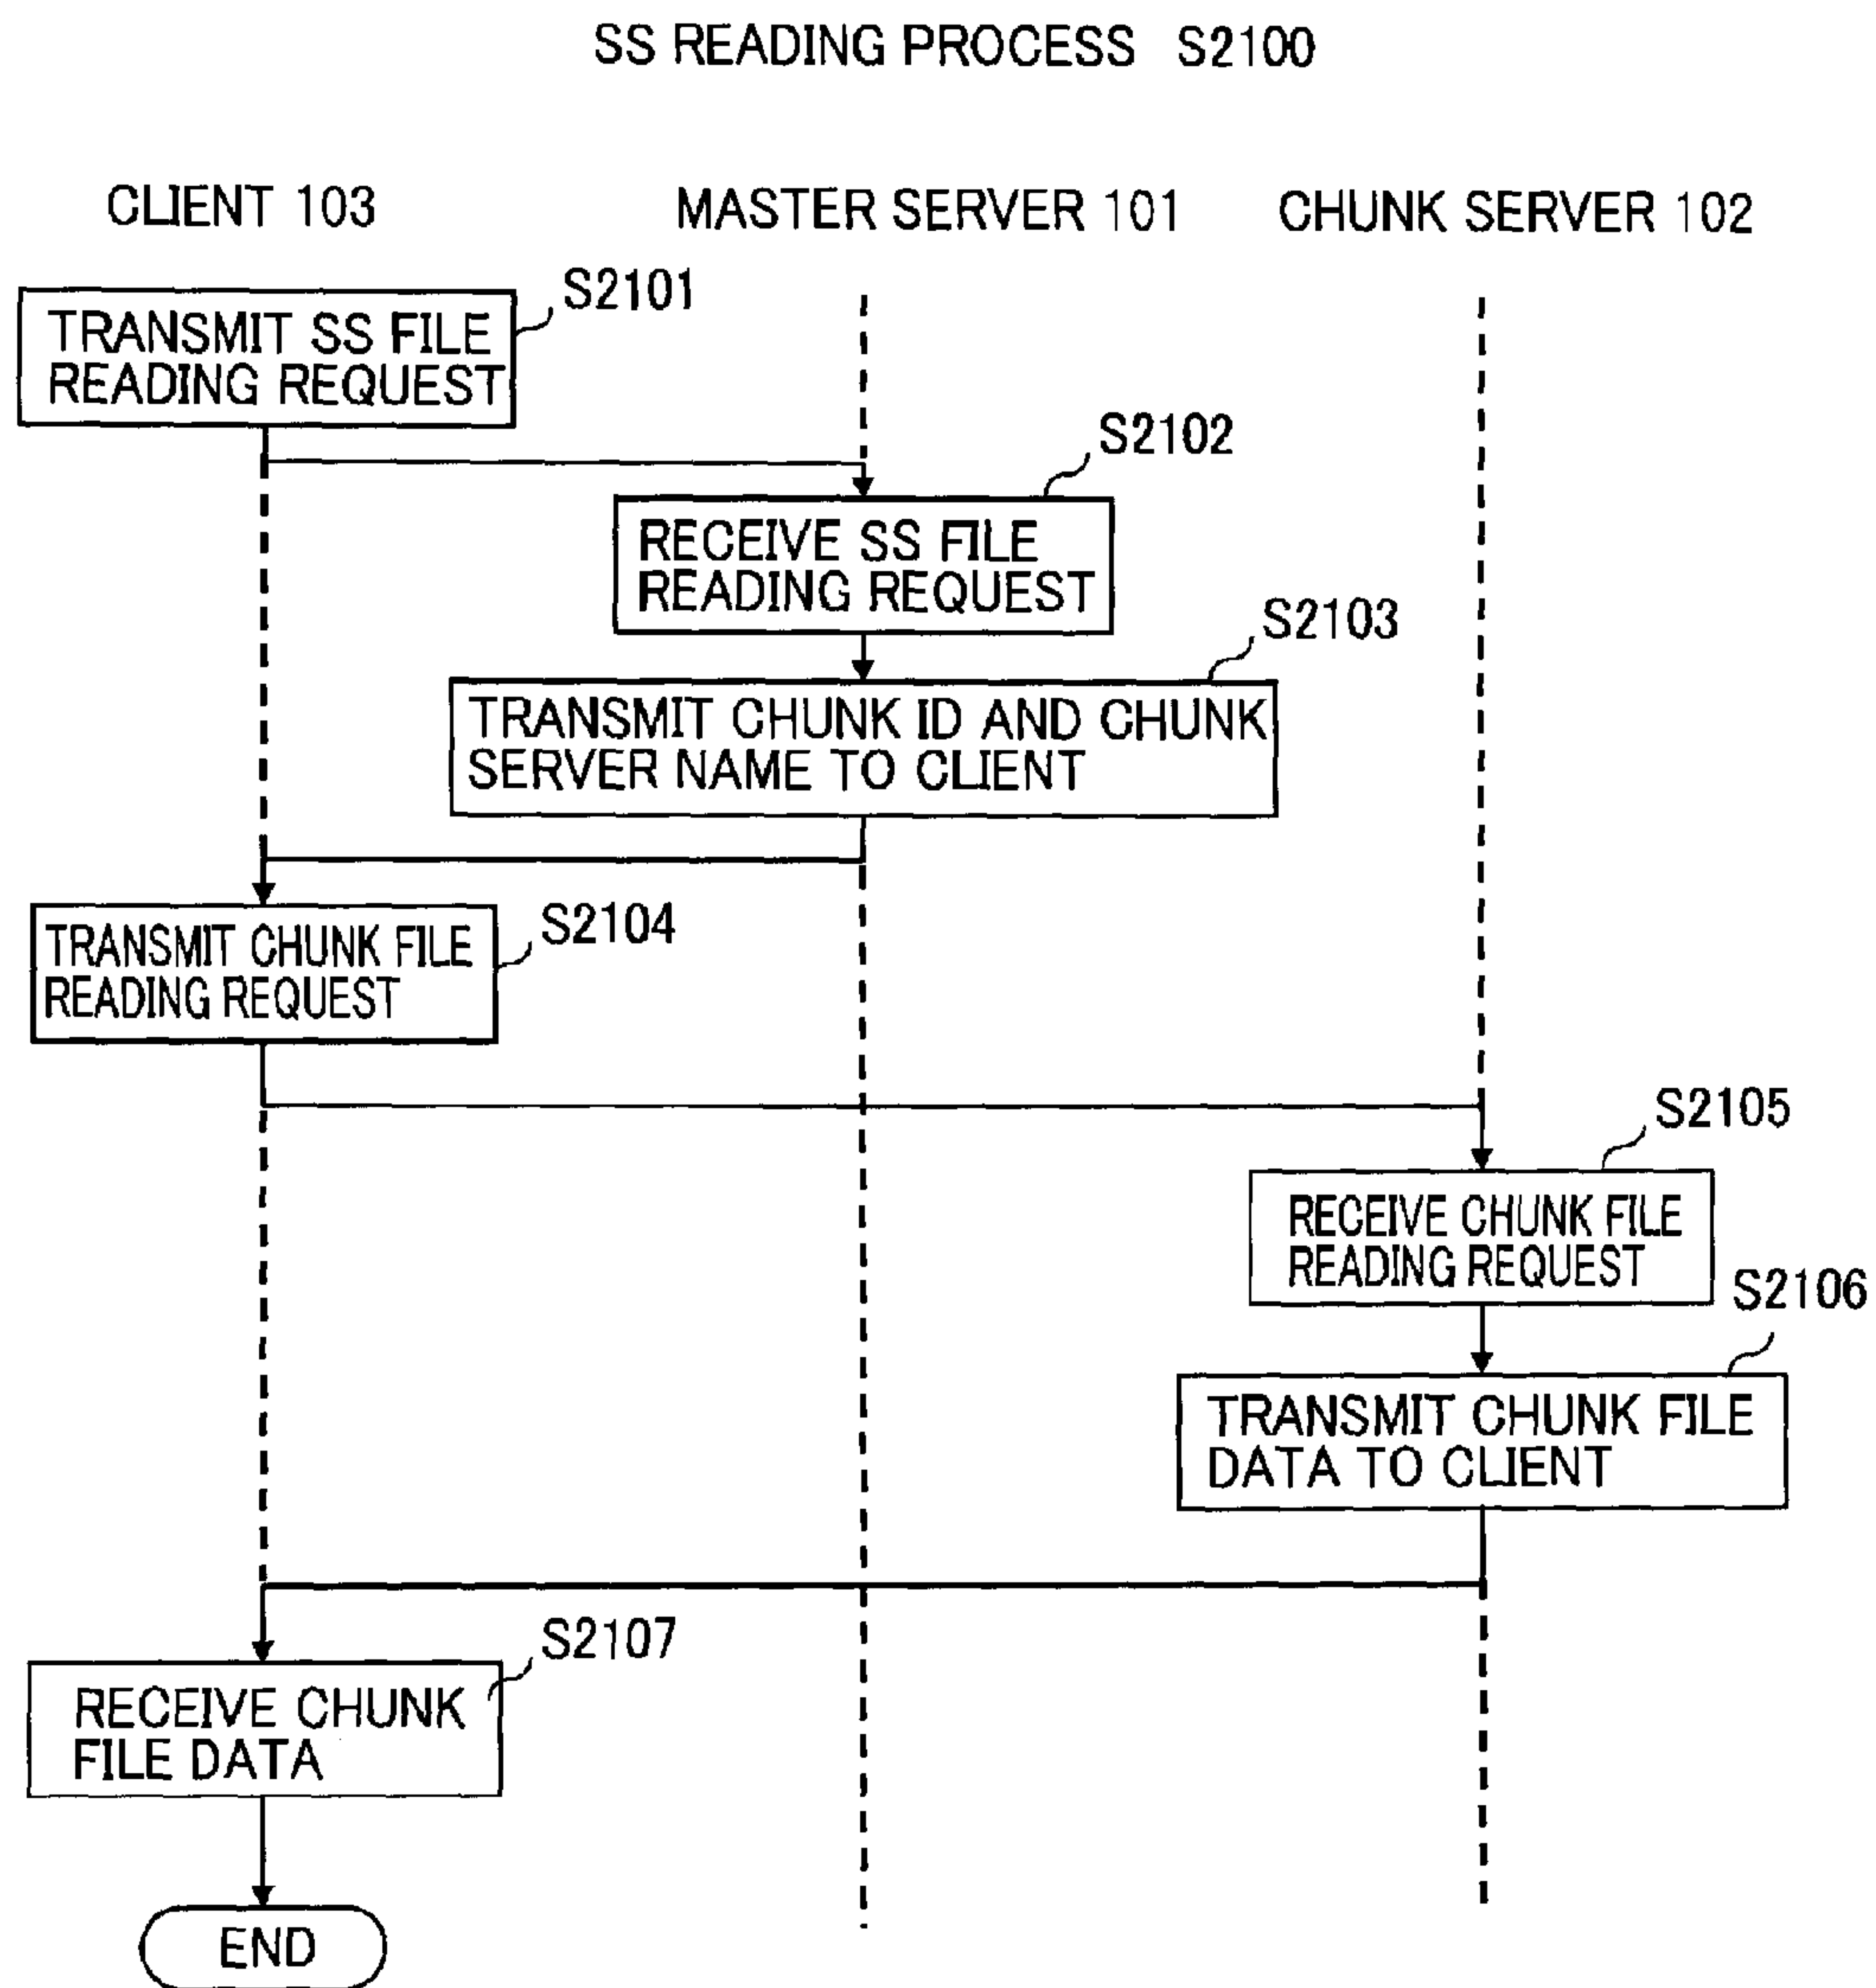 SS READING PROCESS S2100
CLIENT 103
MASTER SERVER 101
CHUNK SERVER 102
S2101
TRANSMIT SS FILE
READING REQUEST
S2102
RECEIVE SS FILE
READING REQUEST
S2103
TRANSMIT CHUNK ID AND CHUNK
SERVER NAME TO CLIENT
S2104
TRANSMIT CHUNK FILE
READING REQUEST
S2105
RECEIVE CHUNK FILE
READING REQUEST
S2106
TRANSMIT CHUNK FILE
DATA TO CLIENT
S2107
RECEIVE CHUNK
FILE DATA
END